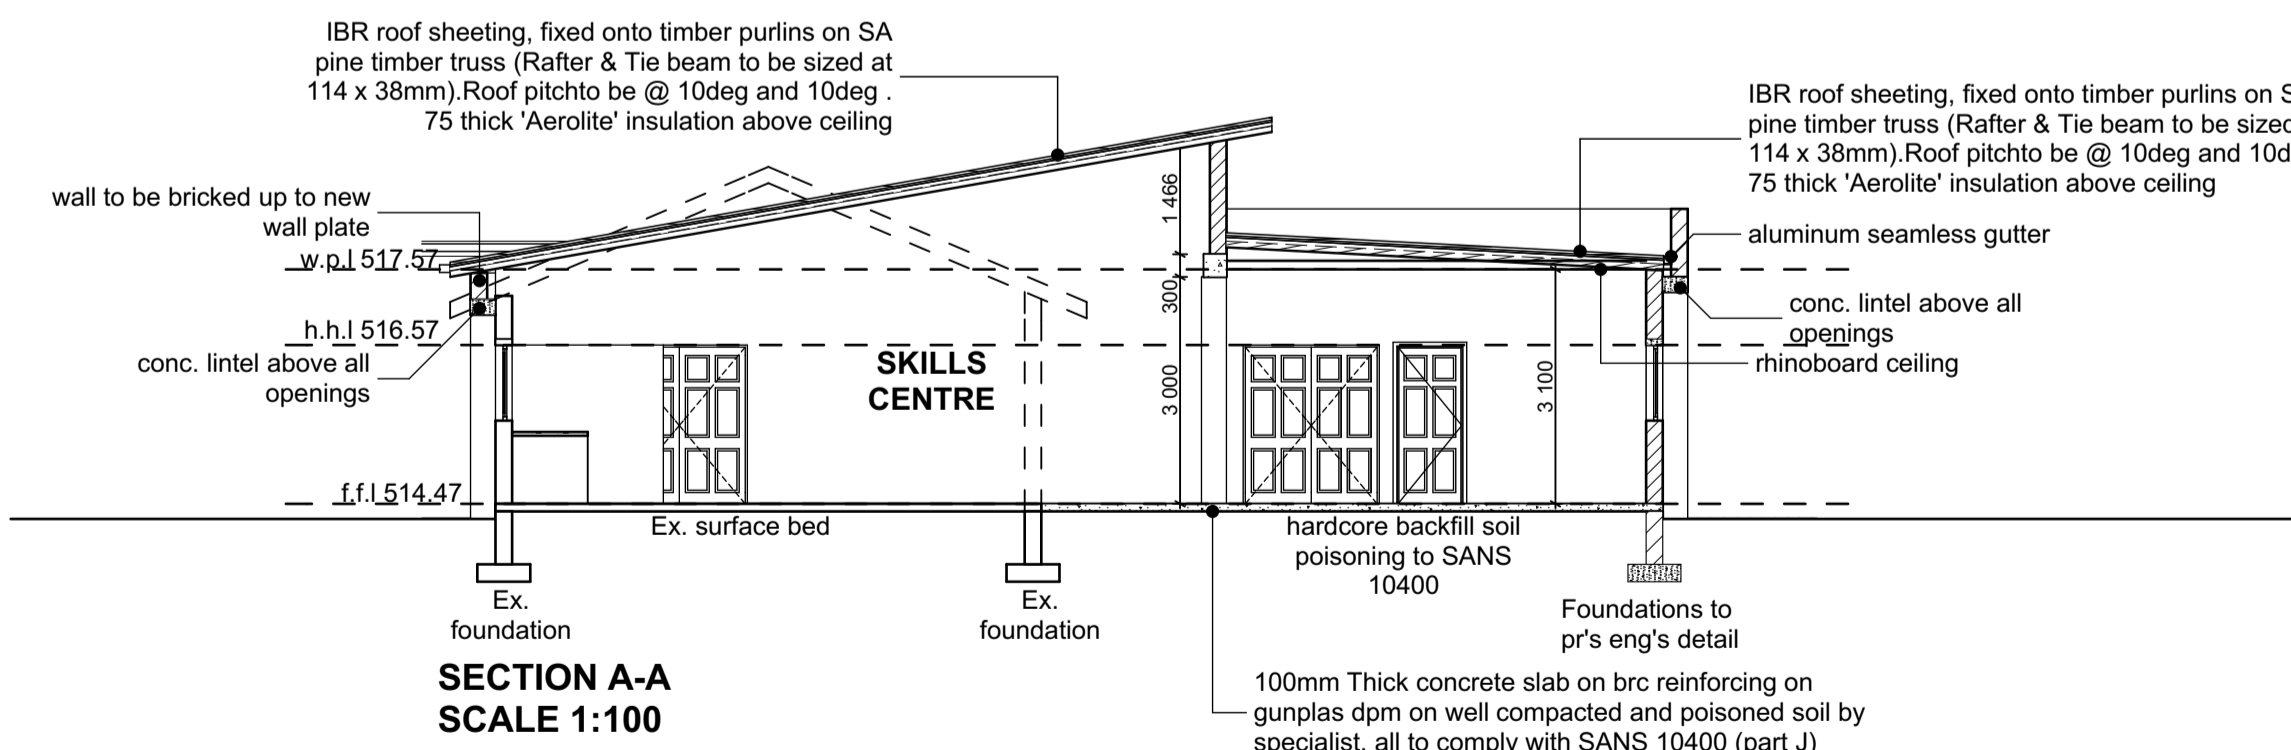 IBR roof sheeting, fixed onto timber purlins on SA
pine timber truss (Rafter & Tie beam to be sized at
114 x 38mm).Roof pitchto be @ 10deg and 10deg .
75 thick 'Aerolite' insulation above ceiling
IBR roof sheeting, fixed onto timber purlins on S
pine timber truss (Rafter & Tie beam to be sized
114 x 38mm).Roof pitchto be @ 10deg and 10d
75 thick 'Aerolite' insulation above ceiling
wall to be bricked up to new
wall plate
w.p.l 517.57
h.h.l 516.57
conc. lintel above all
openings
f.f.l 514.47
1 466
300
3 000
3 100
SKILLS
CENTRE
aluminum seamless gutter
conc. lintel above all
openings
rhinoboard ceiling
Ex. surface bed
hardcore backfill soil
poisoning to SANS
10400
Ex.
foundation
Ex.
foundation
Foundations to
pr's eng's detail
SECTION A-A
SCALE 1:100
100mm Thick concrete slab on brc reinforcing on
gunplas dpm on well compacted and poisoned soil by
specialist. all to comply with SANS 10400 (part J)